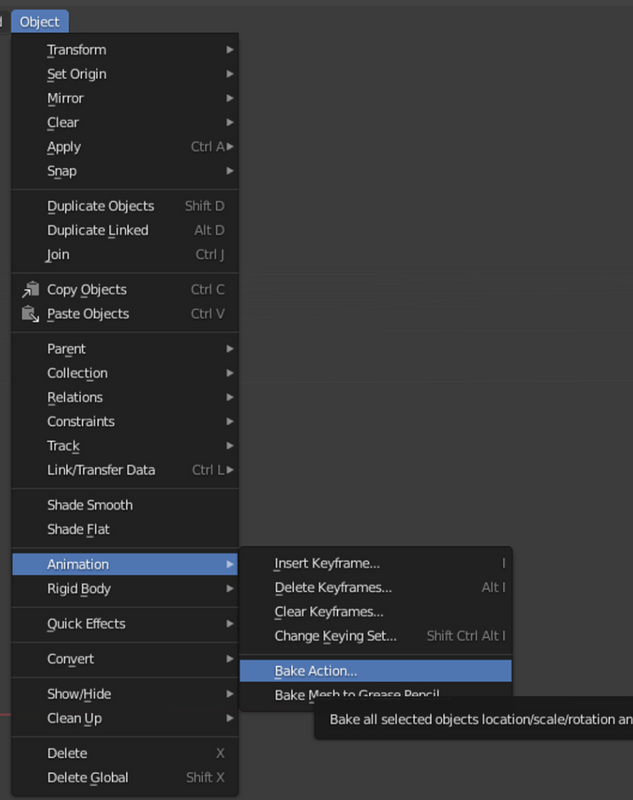 Object
Transform
Set Origin
Mirror
Clear
Apply Ctrl A
Snap
Duplicate Objects Shift D
Duplicate Linked Alt D
Join Ctrl J
Copy Objects Ctrl C
Paste Objects Ctrl V
Parent
Collection
Relations
Constraints
Track
Link/Transfer Data Ctrl L
Shade Smooth
Shade Flat
Animation
Rigid Body
Quick Effects
Convert
Show/Hide
Clean Up
Delete X
Delete Global Shift X
Insert Keyframe... I
Delete Keyframes... Alt I
Clear Keyframes...
Change Keying Set... Shift Ctrl Alt I
Bake Action...
Bake Mesh to Grease Pencil
Bake all selected objects location/scale/rotation an